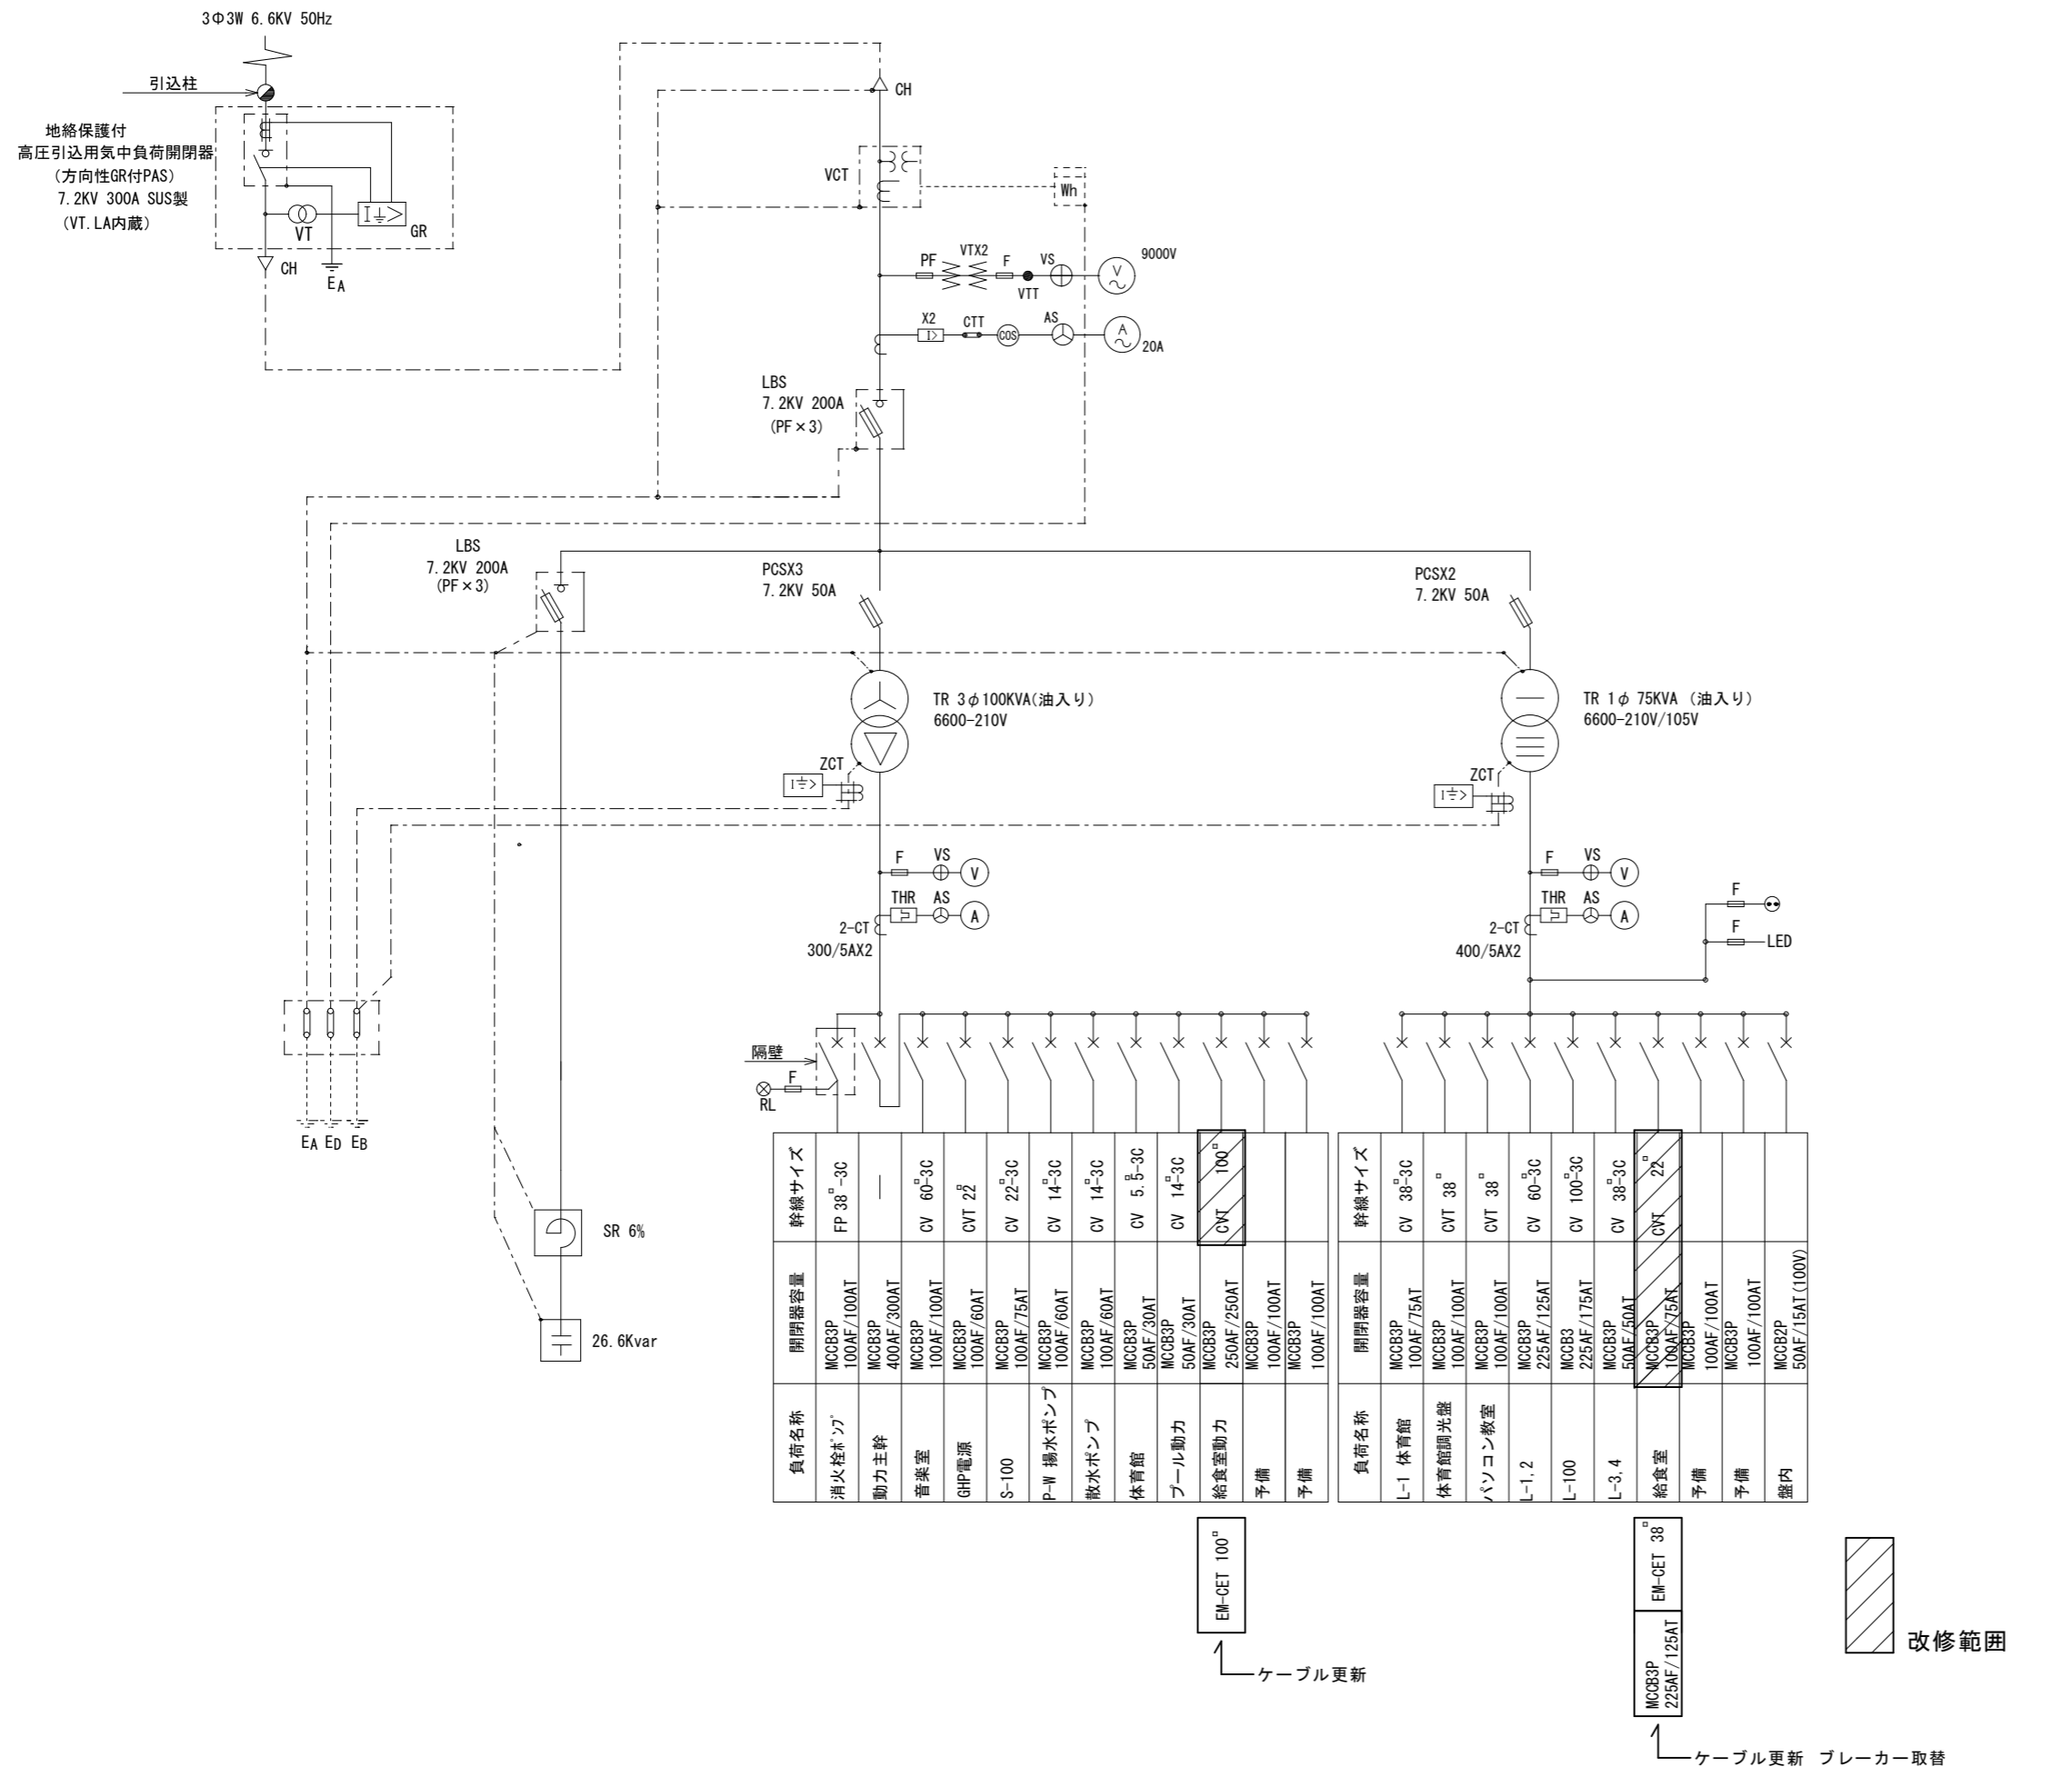 3Φ3W 6.6KV 50Hz
引込柱
地絡保護付
高圧引込用気中負荷開閉器
(方向性GR付PAS)
7.2KV 300A SUS製
(VT.LA内蔵)
VT
GR
CH
EA
CH
VCT
Wh
PF
VTX2
F
VS
VTT
V
9000V
X2
I>
CTT
COS
AS
A
20A
LBS
7.2KV 200A
(PF×3)
LBS
7.2KV 200A
(PF×3)
PCSX3
7.2KV 50A
PCSX2
7.2KV 50A
TR 3φ100KVA(油入り)
6600-210V
TR 1φ 75KVA (油入り)
6600-210V/105V
ZCT
ZCT
F
VS
V
THR
AS
A
2-CT
300/5AX2
F
VS
V
THR
AS
A
2-CT
400/5AX2
F
F
LED
隔壁
F
RL
EA ED EB
SR 6%
26.6Kvar
幹線サイズ
FP 38□-3C
—
CV 60□-3C
CVT 22□
CV 22□-3C
CV 14□-3C
CV 14□-3C
CV 5.5□-3C
CV 14□-3C
CVT 100□
開閉器容量
MCCB3P
100AF/100AT
MCCB3P
400AF/300AT
MCCB3P
100AF/100AT
MCCB3P
100AF/60AT
MCCB3P
100AF/75AT
MCCB3P
100AF/60AT
MCCB3P
100AF/60AT
MCCB3P
50AF/30AT
MCCB3P
50AF/30AT
MCCB3P
250AF/250AT
MCCB3P
100AF/100AT
MCCB3P
100AF/100AT
負荷名称
消火栓ﾎﾟﾝﾌﾟ
動力主幹
音楽室
GHP電源
S-100
P-W 揚水ポンプ
散水ポンプ
体育館
プール動力
給食室動力
予備
予備
幹線サイズ
CV 38□-3C
CVT 38□
CVT 38□
CV 60□-3C
CV 100□-3C
CV 38□-3C
CVT 22□
開閉器容量
MCCB3P
100AF/75AT
MCCB3P
100AF/100AT
MCCB3P
100AF/100AT
MCCB3P
225AF/125AT
MCCB3
225AF/175AT
MCCB3P
50AF/50AT
MCCB3P
100AF/75AT
MCCB3P
100AF/100AT
MCCB3P
100AF/100AT
MCCB2P
50AF/15AT(100V)
負荷名称
L-1 体育館
体育館調光盤
パソコン教室
L-1,2
L-100
L-3,4
給食室
予備
予備
盤内
EM-CET 100□
ケーブル更新
EM-CET 38□
MCCB3P
225AF/125AT
ケーブル更新 ブレーカー取替
改修範囲